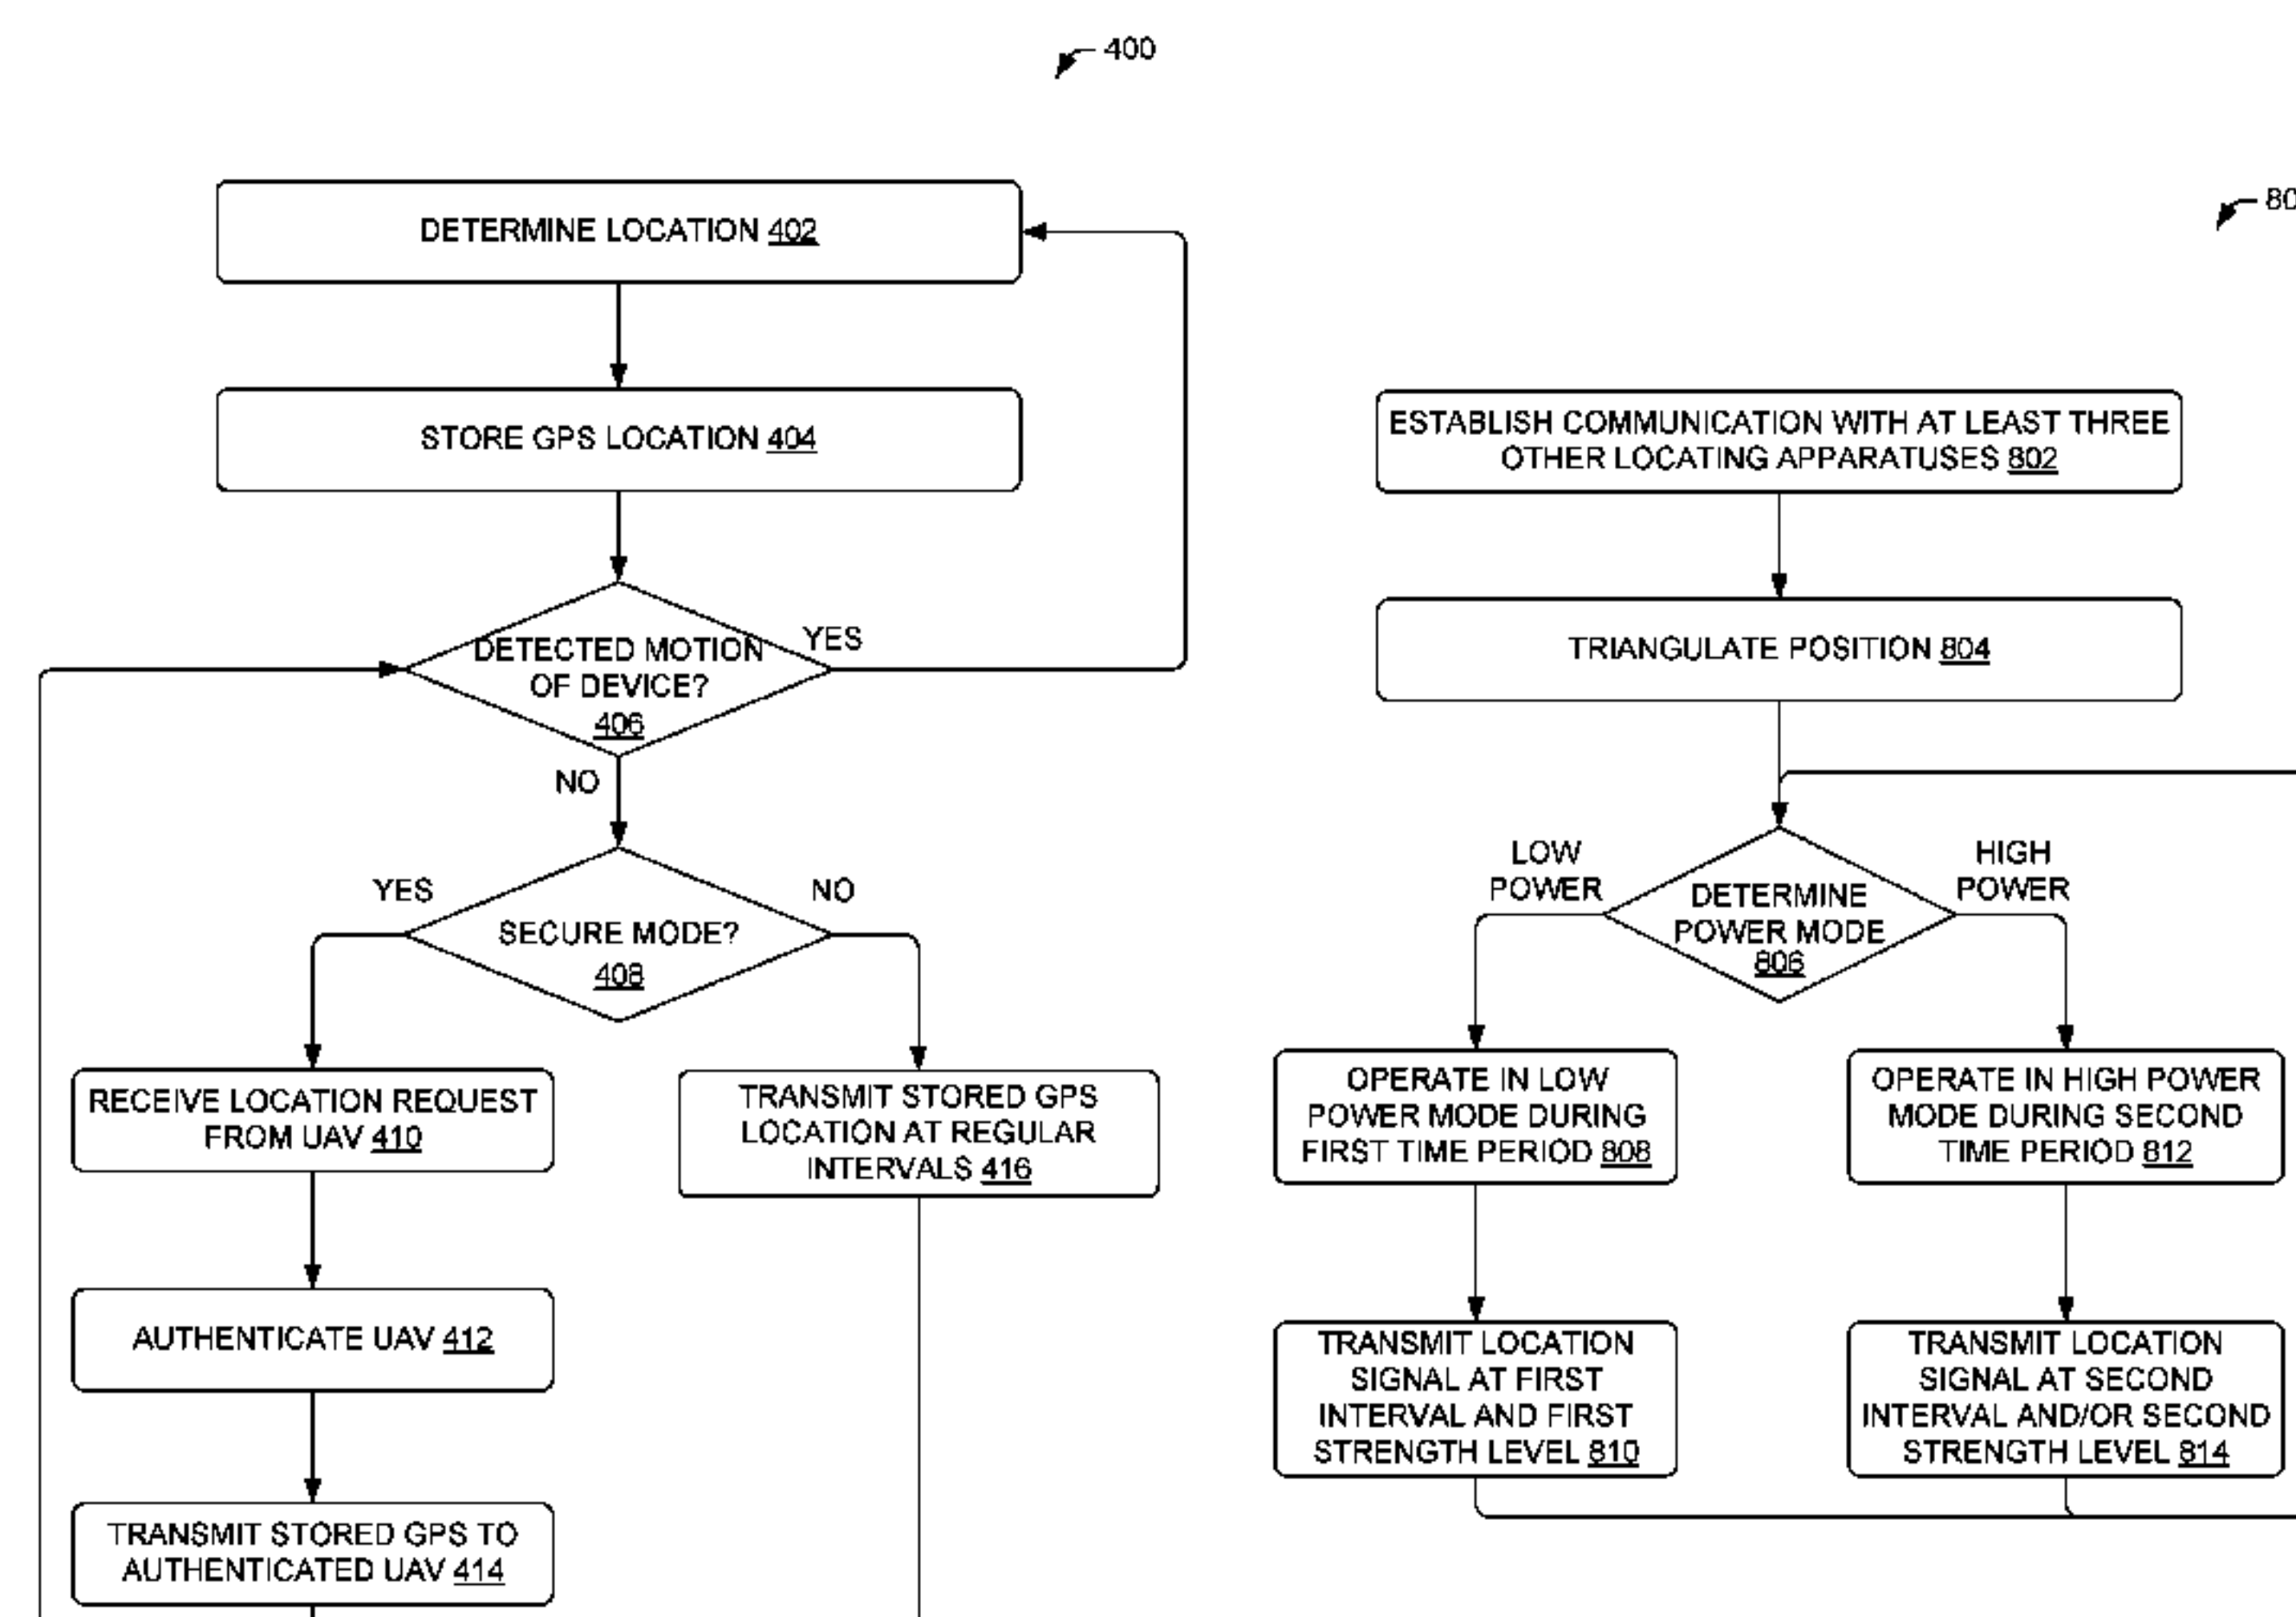 400
DETERMINE LOCATION 402
STORE GPS LOCATION 404
DETECTED MOTION
OF DEVICE?
406
YES
NO
SECURE MODE?
408
YES
NO
RECEIVE LOCATION REQUEST
FROM UAV 410
AUTHENTICATE UAV 412
TRANSMIT STORED GPS TO
AUTHENTICATED UAV 414
TRANSMIT STORED GPS
LOCATION AT REGULAR
INTERVALS 416
80
ESTABLISH COMMUNICATION WITH AT LEAST THREE
OTHER LOCATING APPARATUSES 802
TRIANGULATE POSITION 804
LOW
POWER
HIGH
POWER
DETERMINE
POWER MODE
806
OPERATE IN LOW
POWER MODE DURING
FIRST TIME PERIOD 808
TRANSMIT LOCATION
SIGNAL AT FIRST
INTERVAL AND FIRST
STRENGTH LEVEL 810
OPERATE IN HIGH POWER
MODE DURING SECOND
TIME PERIOD 812
TRANSMIT LOCATION
SIGNAL AT SECOND
INTERVAL AND/OR SECOND
STRENGTH LEVEL 814